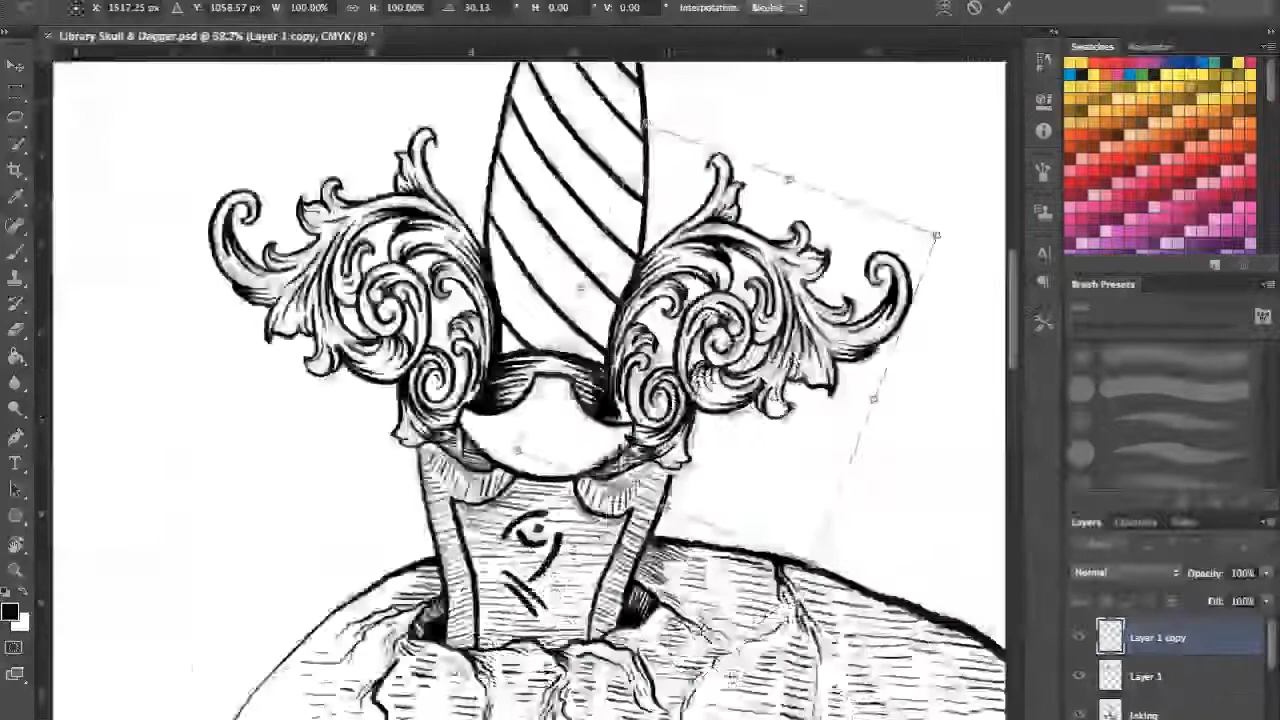 X: 1517.25 px Y: 1058.57 px W: 100.00% H: 100.00% 30.13 ° H: 0.00 ° V: 0.00 ° Interpolation: Bicubic
× Library Skull & Dagger.psd @ 38.7% (Layer 1 copy, CMYK/8) *
Swatches
Brush Presets
Layers
Normal Opacity: 100%
Fill: 100%
Layer 1 copy
Layer 1
Inking